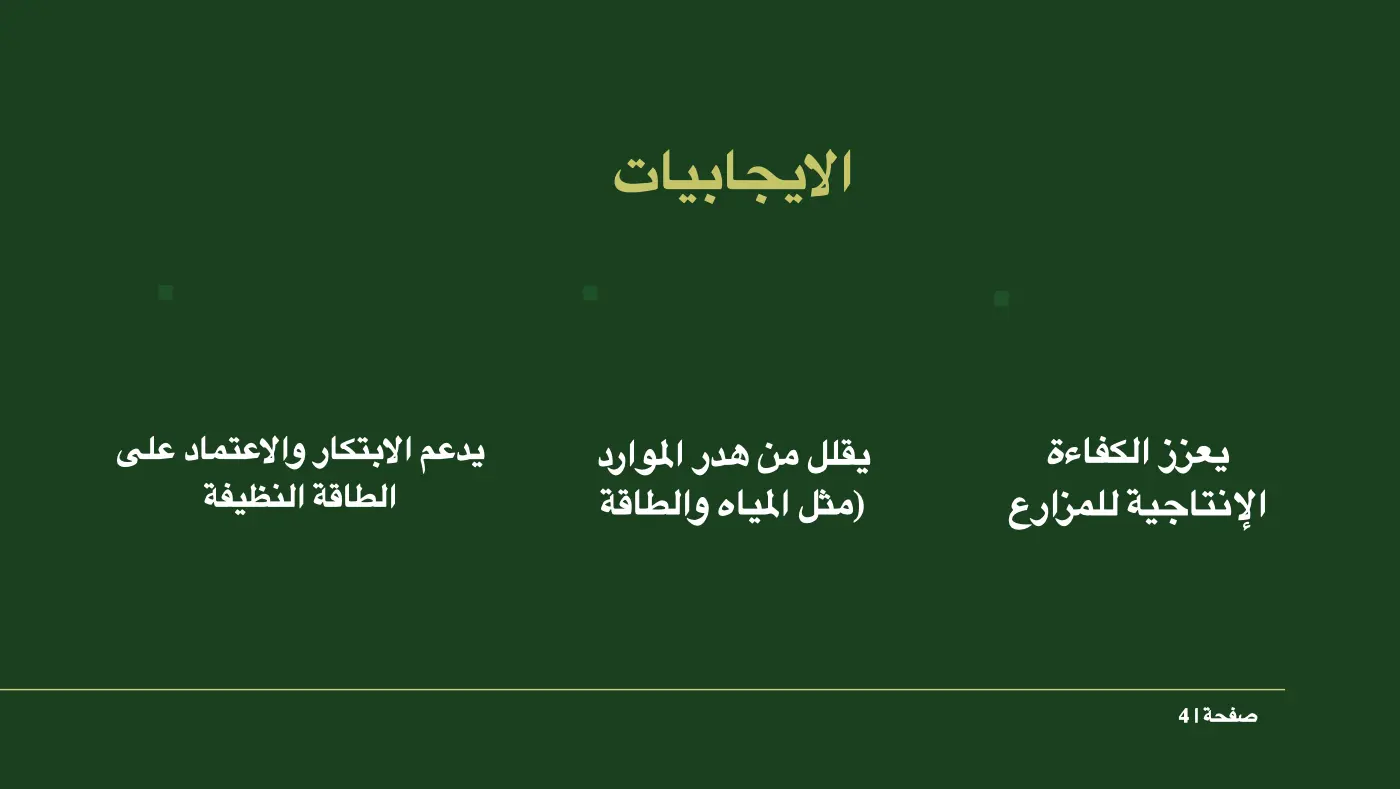 الايجابيات
يعزز الكفاءة
الإنتاجية للمزارع
يقلل من هدر الموارد
(مثل المياه والطاقة
يدعم الابتكار والاعتماد على
الطاقة النظيفة
صفحة | 4